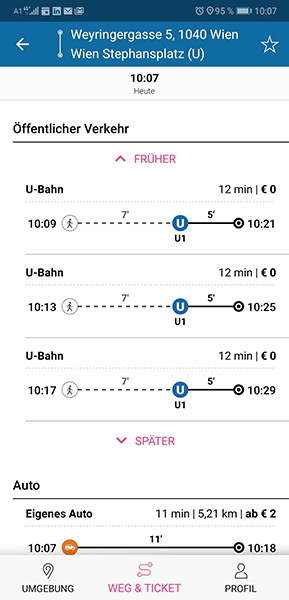 A1 4G 95 % 10:07
Weyringergasse 5, 1040 Wien
Wien Stephansplatz (U)
10:07
Heute
Öffentlicher Verkehr
FRÜHER
U-Bahn 12 min | € 0
7' 5'
10:09 U 10:21
U1
U-Bahn 12 min | € 0
7' 5'
10:13 U 10:25
U1
U-Bahn 12 min | € 0
7' 5'
10:17 U 10:29
U1
SPÄTER
Auto
Eigenes Auto 11 min | 5,21 km | ab € 2
11'
10:07 10:18
UMGEBUNG WEG & TICKET PROFIL